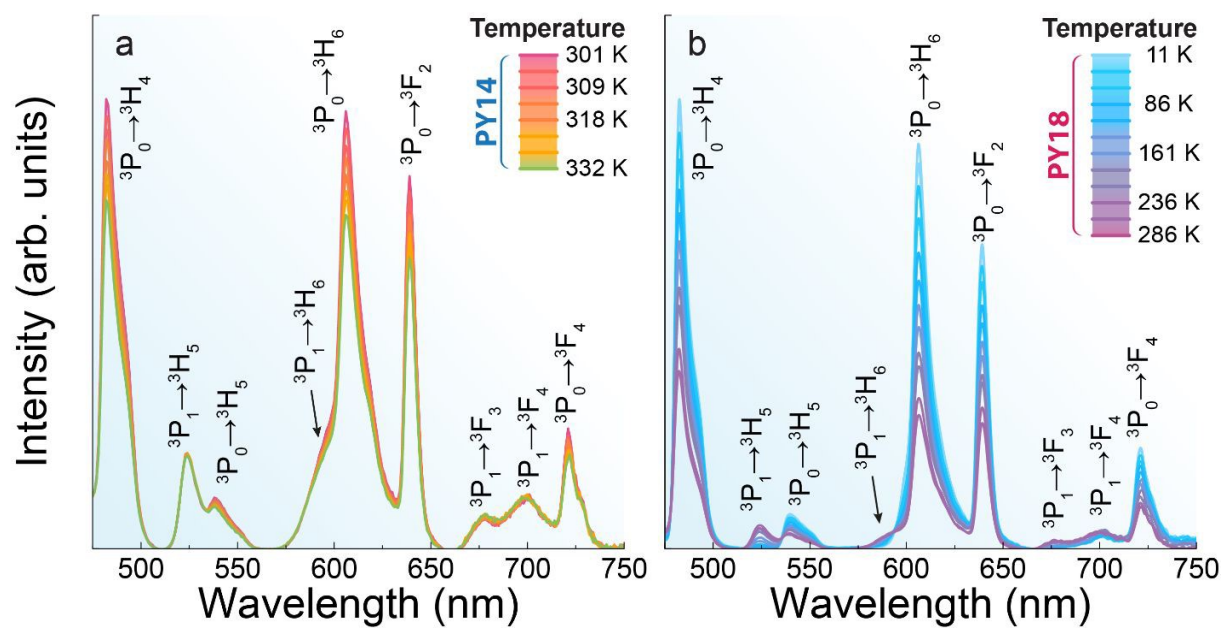 Intensity (arb. units)
a
³P₀→³H₄
³P₁→³H₅
³P₀→³H₅
³P₁→³H₆
³P₀→³H₆
³P₀→³F₂
³P₁→³F₃
³P₁→³F₄
³P₀→³F₄
Temperature
PY14
301 K
309 K
318 K
332 K
500 550 600 650 700 750
Wavelength (nm)
b
³P₀→³H₄
³P₁→³H₅
³P₀→³H₅
³P₁→³H₆
³P₀→³H₆
³P₀→³F₂
³P₁→³F₃
³P₁→³F₄
³P₀→³F₄
Temperature
PY18
11 K
86 K
161 K
236 K
286 K
500 550 600 650 700 750
Wavelength (nm)